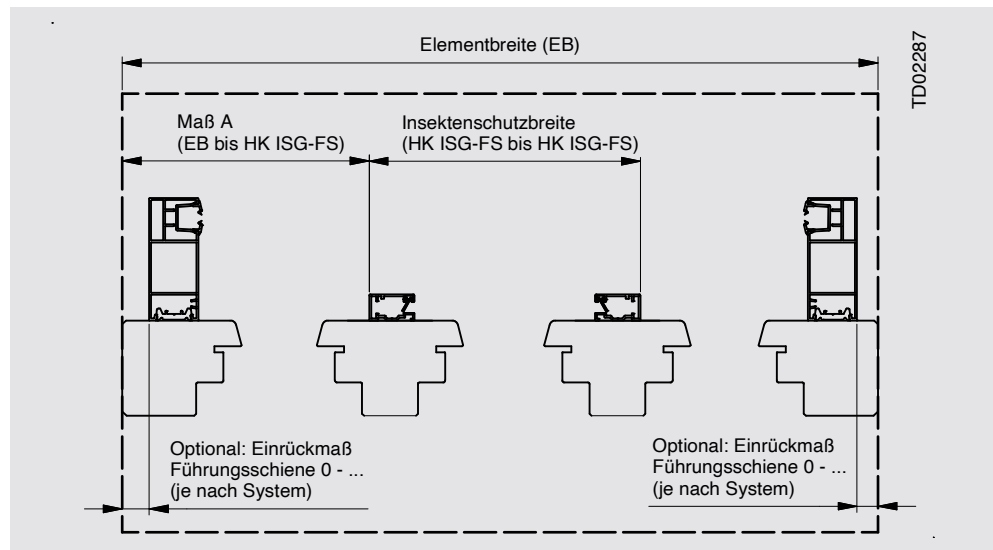 Elementbreite (EB)
TD02287
Maß A
(EB bis HK ISG-FS)
Insektenschutzbreite
(HK ISG-FS bis HK ISG-FS)
Optional: Einrückmaß
Führungsschiene 0 - ...
(je nach System)
Optional: Einrückmaß
Führungsschiene 0 - ...
(je nach System)